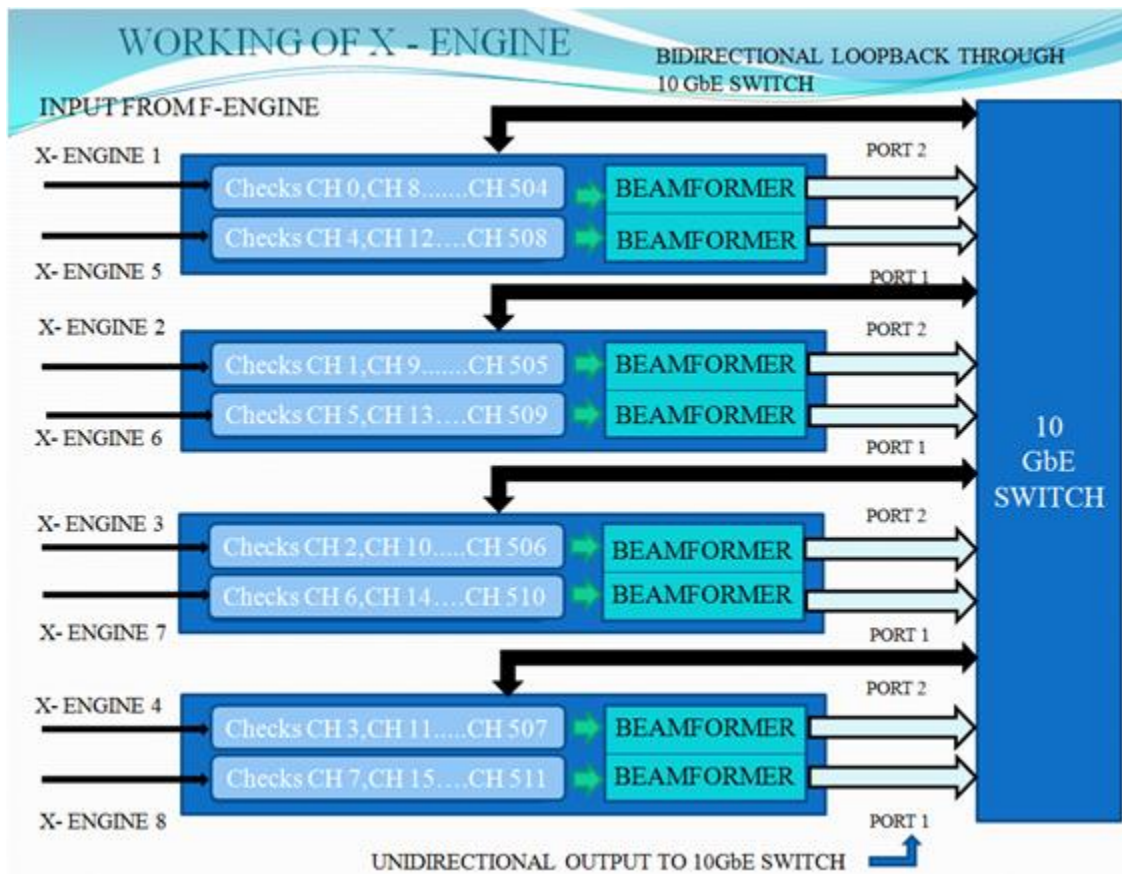 WORKING OF X - ENGINE
BIDIRECTIONAL LOOPBACK THROUGH
10 GbE SWITCH
INPUT FROM F-ENGINE
X- ENGINE 1
Checks CH 0,CH 8.......CH 504
BEAMFORMER
PORT 2
Checks CH 4,CH 12....CH 508
BEAMFORMER
X- ENGINE 5
PORT 1
X- ENGINE 2
PORT 2
Checks CH 1,CH 9.......CH 505
BEAMFORMER
Checks CH 5,CH 13....CH 509
BEAMFORMER
X- ENGINE 6
PORT 1
10
GbE
SWITCH
X- ENGINE 3
PORT 2
Checks CH 2,CH 10.....CH 506
BEAMFORMER
Checks CH 6,CH 14....CH 510
BEAMFORMER
X- ENGINE 7
PORT 1
X- ENGINE 4
PORT 2
Checks CH 3,CH 11.....CH 507
BEAMFORMER
Checks CH 7,CH 15....CH 511
BEAMFORMER
X- ENGINE 8
PORT 1
UNIDIRECTIONAL OUTPUT TO 10GbE SWITCH